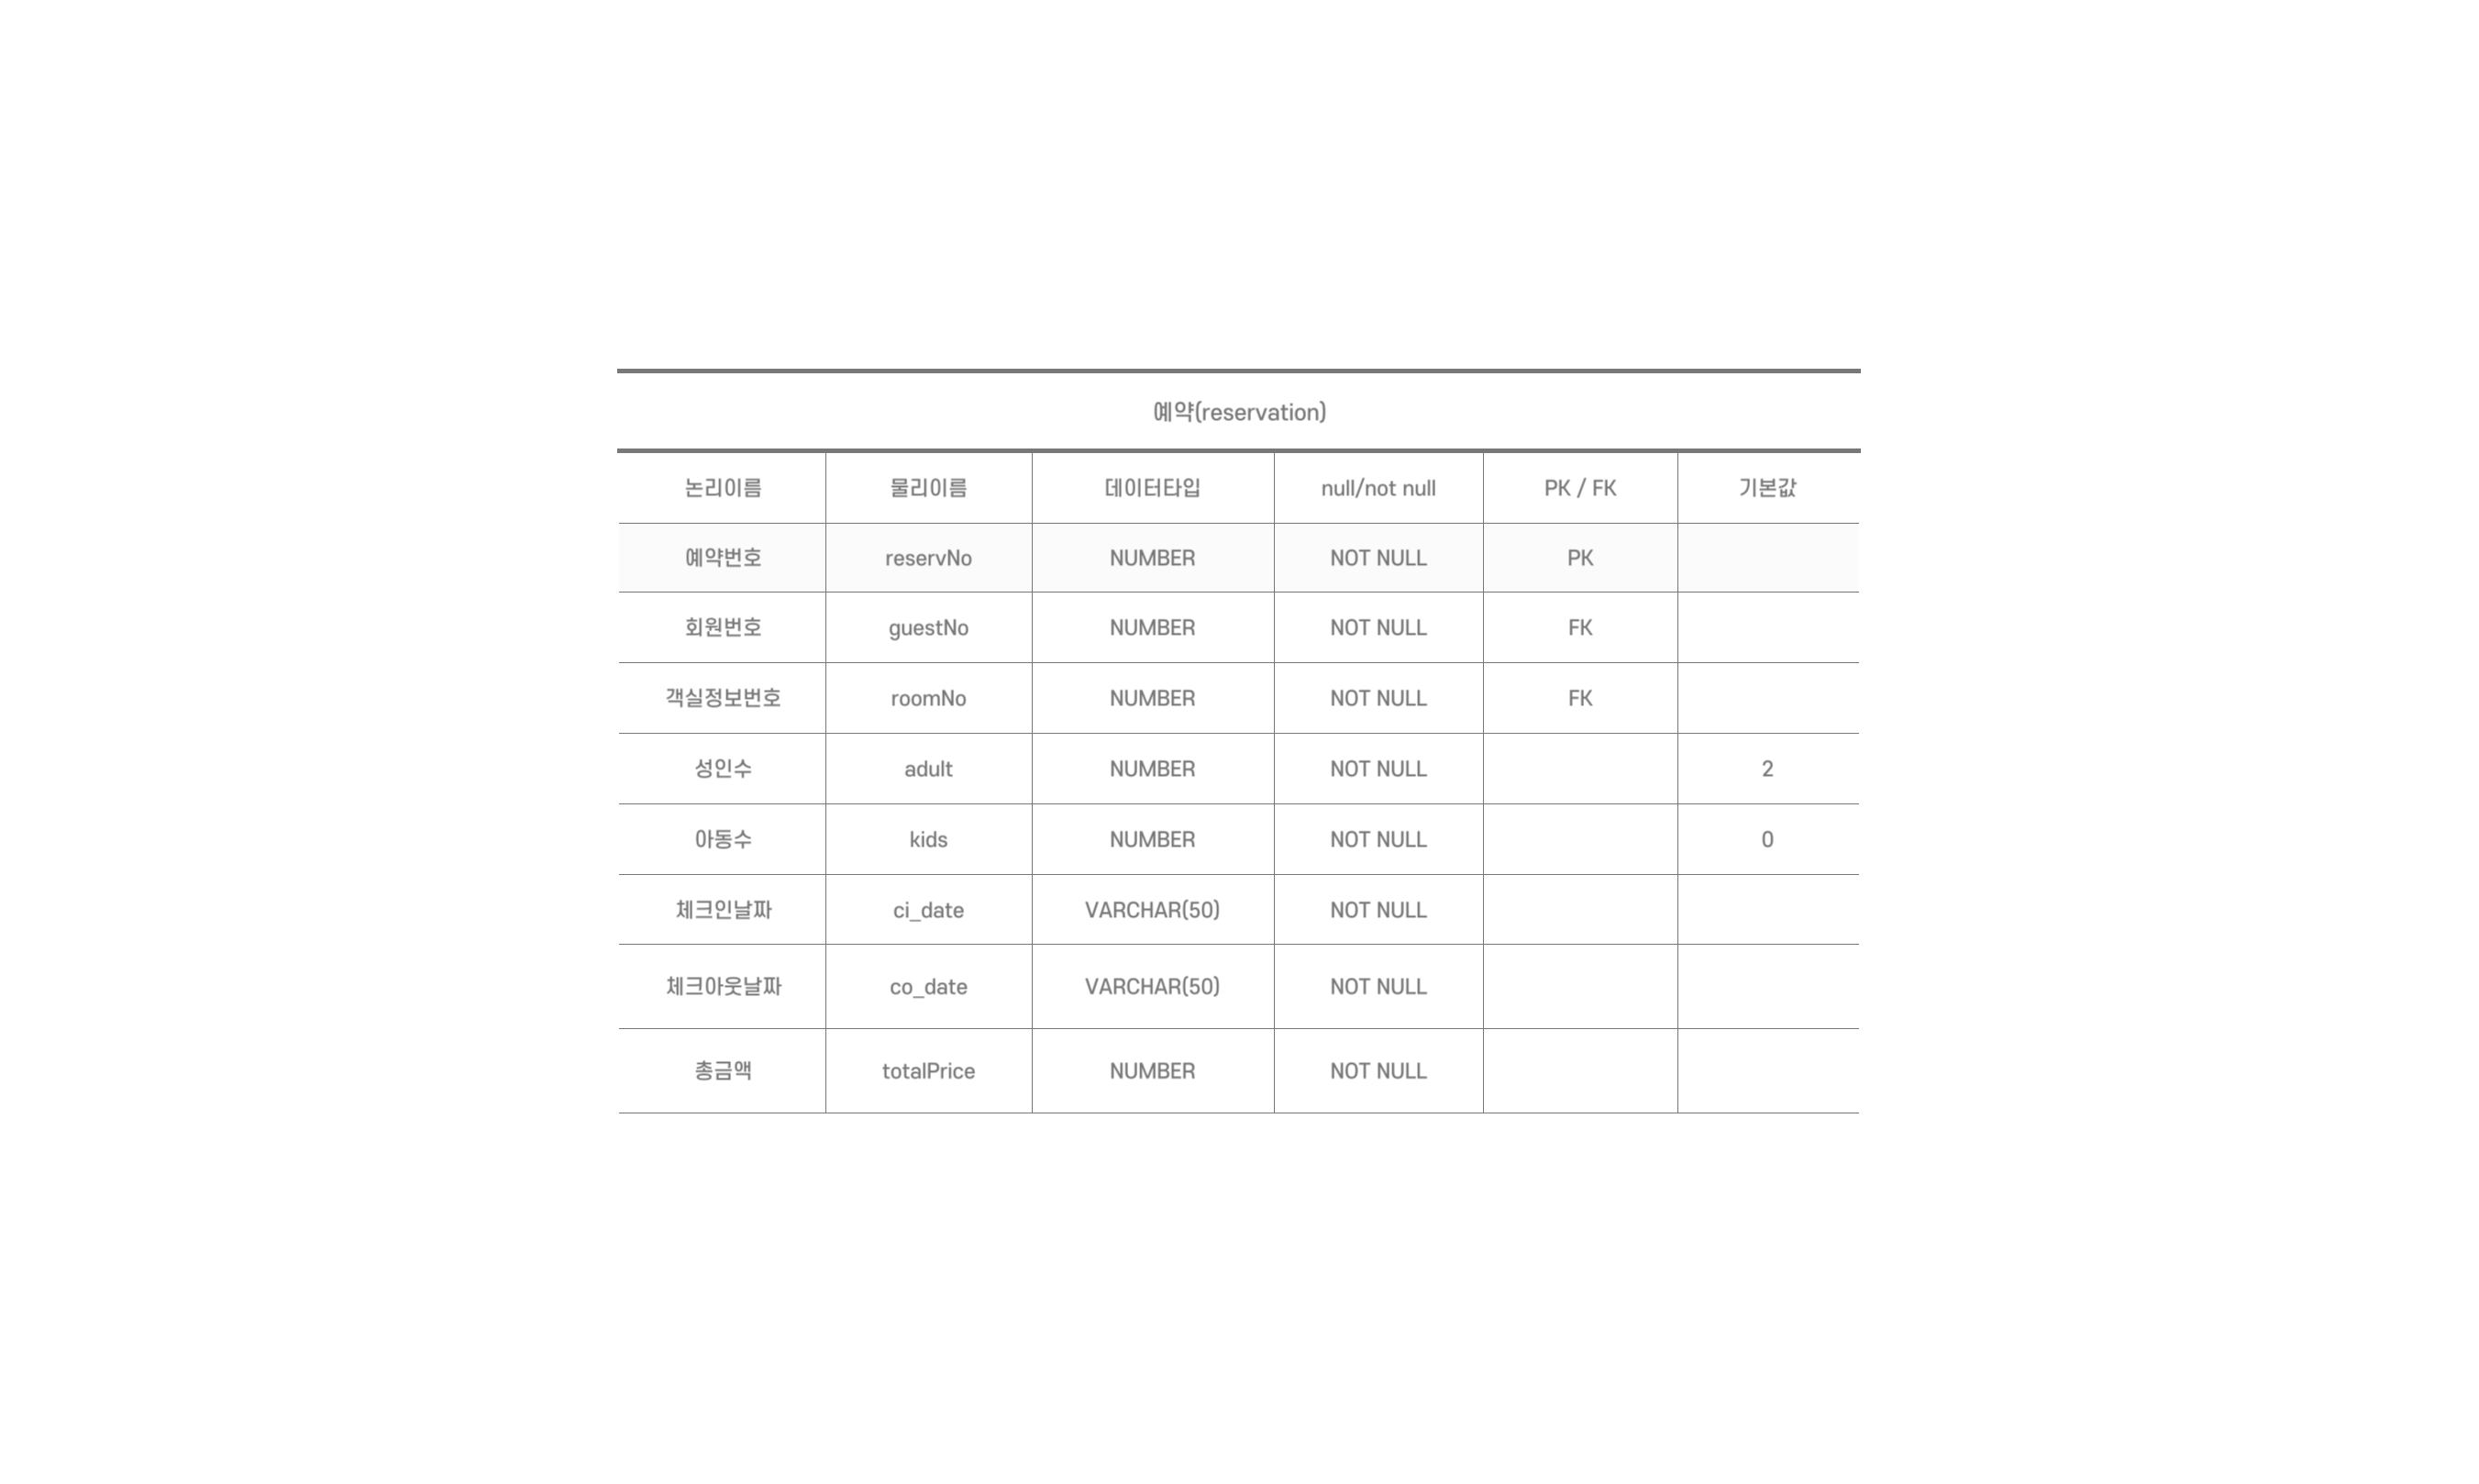 예약(reservation)
논리이름 물리이름 데이터타입 null/not null PK / FK 기본값
예약번호 reservNo NUMBER NOT NULL PK
회원번호 guestNo NUMBER NOT NULL FK
객실정보번호 roomNo NUMBER NOT NULL FK
성인수 adult NUMBER NOT NULL 2
아동수 kids NUMBER NOT NULL 0
체크인날짜 ci_date VARCHAR(50) NOT NULL
체크아웃날짜 co_date VARCHAR(50) NOT NULL
총금액 totalPrice NUMBER NOT NULL